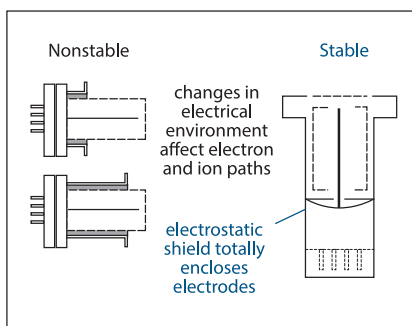 Nonstable
Stable
changes in
electrical
environment
affect electron
and ion paths
electrostatic
shield totally
encloses
electrodes